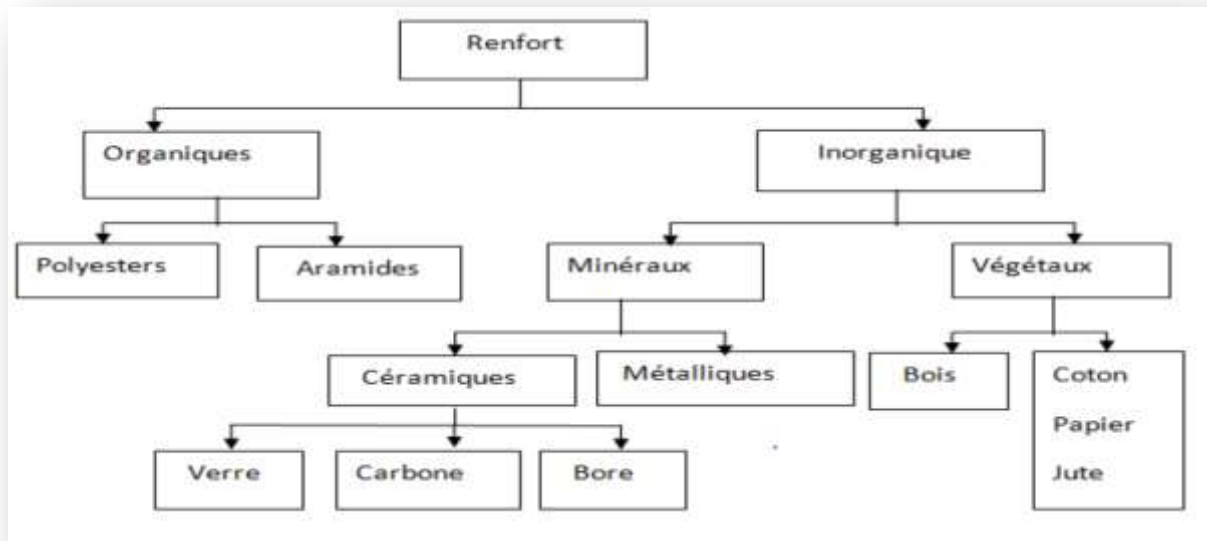 Renfort
Organiques
Inorganique
Polyesters
Aramides
Minéraux
Végétaux
Céramiques
Métalliques
Bois
Coton
Papier
Jute
Verre
Carbone
Bore